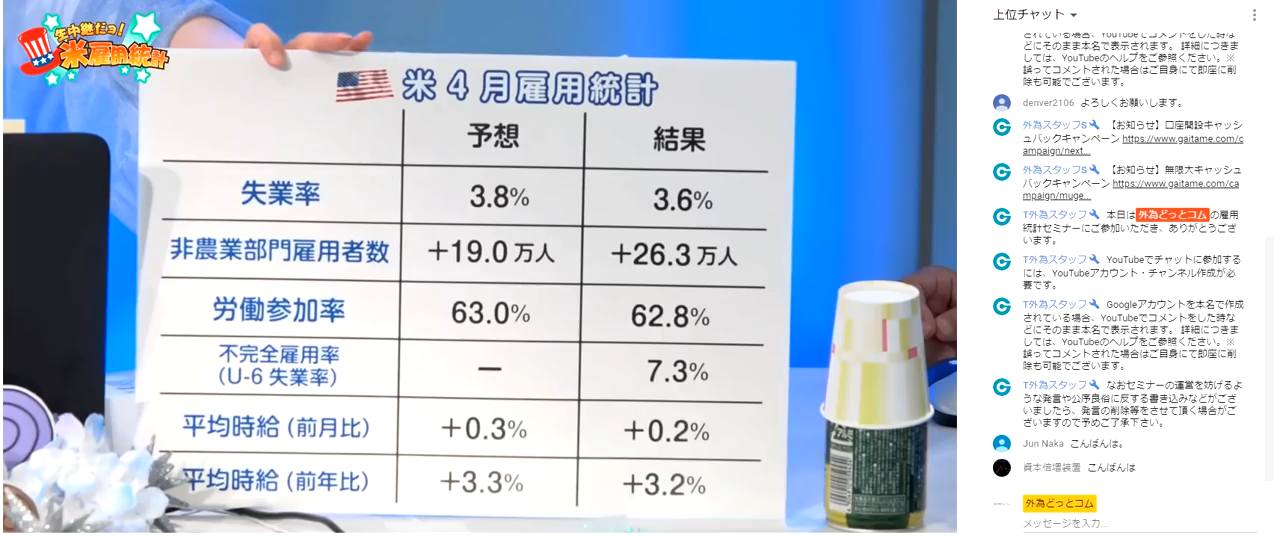 生中継だョ！
米雇用統計
米4月雇用統計
予想 結果
失業率 3.8% 3.6%
非農業部門雇用者数 +19.0万人 +26.3万人
労働参加率 63.0% 62.8%
不完全雇用率
(U-6 失業率) － 7.3%
平均時給 (前月比) +0.3% +0.2%
平均時給 (前年比) +3.3% +3.2%
上位チャット
されている場合、YouTubeでコメントをした時な
どにそのまま本名で表示されます。 詳細につきま
しては、YouTubeのヘルプをご参照ください。※
誤ってコメントされた場合はご自身にて即座に削
除も可能でございます。
denver2106 よろしくお願いします。
外為スタッフS 【お知らせ】口座開設キャッシ
ュバックキャンペーン https://www.gaitame.com/c
ampaign/next...
外為スタッフS 【お知らせ】無限大キャッシュ
バックキャンペーン https://www.gaitame.com/ca
mpaign/muge...
T外為スタッフ 本日は 外為どっとコム の雇用
統計セミナーにご参加いただき、ありがとうござ
います。
T外為スタッフ YouTubeでチャットに参加する
には、YouTubeアカウント・チャンネル作成が必
要です。
T外為スタッフ Googleアカウントを本名で作成
されている場合、YouTubeでコメントをした時な
どにそのまま本名で表示されます。 詳細につきま
しては、YouTubeのヘルプをご参照ください。※
誤ってコメントされた場合はご自身にて即座に削
除も可能でございます。
T外為スタッフ なおセミナーの運営を妨げるよ
うな発言や公序良俗に反する書き込みなどがござ
いましたら、発言の削除等をさせて頂く場合がご
ざいますので予めご了承下さい。
Jun Naka こんばんは。
資本倍増装置 こんばんは
外為どっとコム
メッセージを入力...